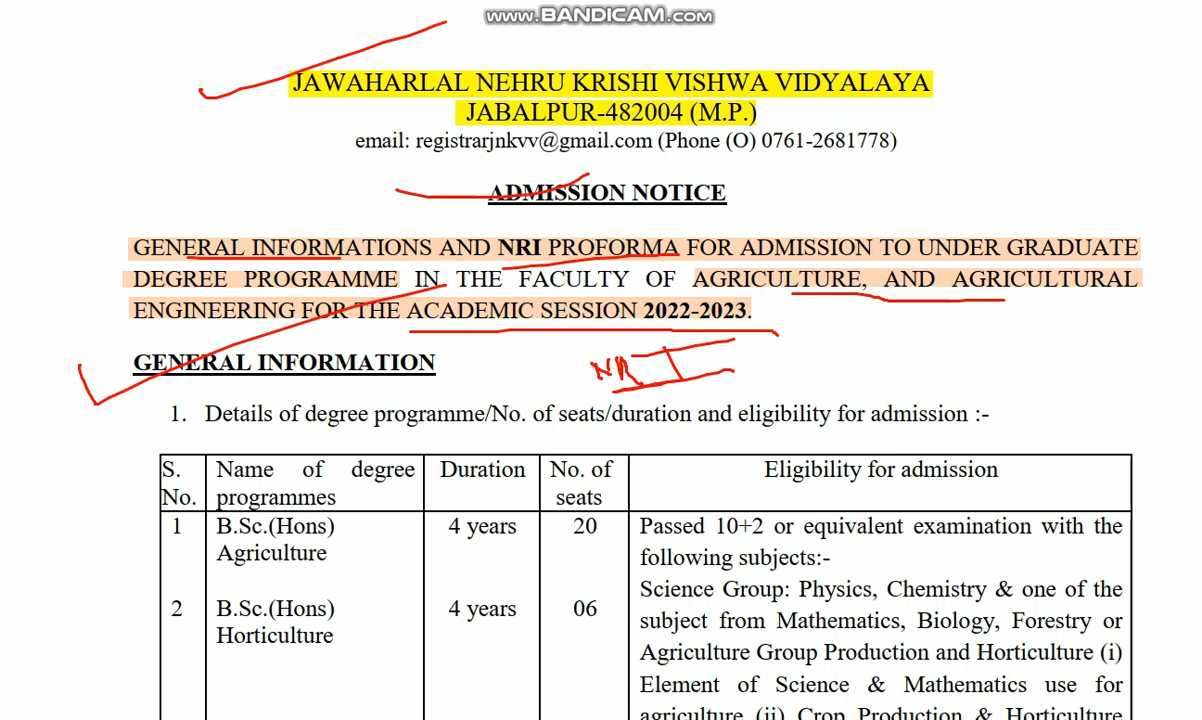 www.BANDICAM.com
JAWAHARLAL NEHRU KRISHI VISHWA VIDYALAYA
JABALPUR-482004 (M.P.)
email: registrarjnkvv@gmail.com (Phone (O) 0761-2681778)
ADMISSION NOTICE
GENERAL INFORMATIONS AND NRI PROFORMA FOR ADMISSION TO UNDER GRADUATE
DEGREE PROGRAMME IN THE FACULTY OF AGRICULTURE, AND AGRICULTURAL
ENGINEERING FOR THE ACADEMIC SESSION 2022-2023.
GENERAL INFORMATION
NRI
1. Details of degree programme/No. of seats/duration and eligibility for admission :-
S. Name of degree Duration No. of Eligibility for admission
No. programmes seats
1 B.Sc.(Hons) 4 years 20 Passed 10+2 or equivalent examination with the
Agriculture following subjects:-
Science Group: Physics, Chemistry & one of the
2 B.Sc.(Hons) 4 years 06 subject from Mathematics, Biology, Forestry or
Horticulture Agriculture Group Production and Horticulture (i)
Element of Science & Mathematics use for
agriculture (ii) Crop Production & Horticulture